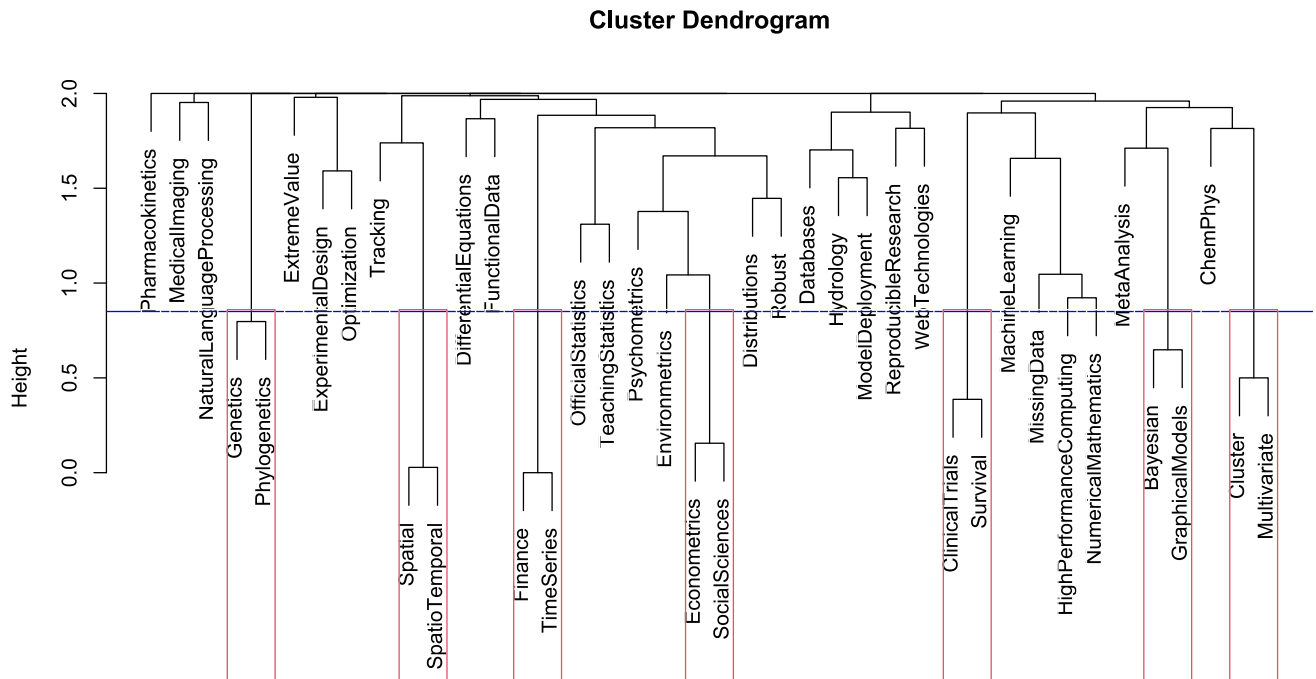 Cluster Dendrogram
Height
2.0
1.5
1.0
0.5
0.0
Pharmacokinetics
MedicalImaging
NaturalLanguageProcessing
Genetics
Phylogenetics
ExtremeValue
ExperimentalDesign
Optimization
Tracking
Spatial
SpatioTemporal
DifferentialEquations
FunctionalData
Finance
TimeSeries
OfficialStatistics
TeachingStatistics
Psychometrics
Environmetrics
Econometrics
SocialSciences
Distributions
Robust
Databases
Hydrology
ModelDeployment
ReproducibleResearch
WebTechnologies
ClinicalTrials
Survival
MachineLearning
MissingData
HighPerformanceComputing
NumericalMathematics
MetaAnalysis
Bayesian
GraphicalModels
ChemPhys
Cluster
Multivariate